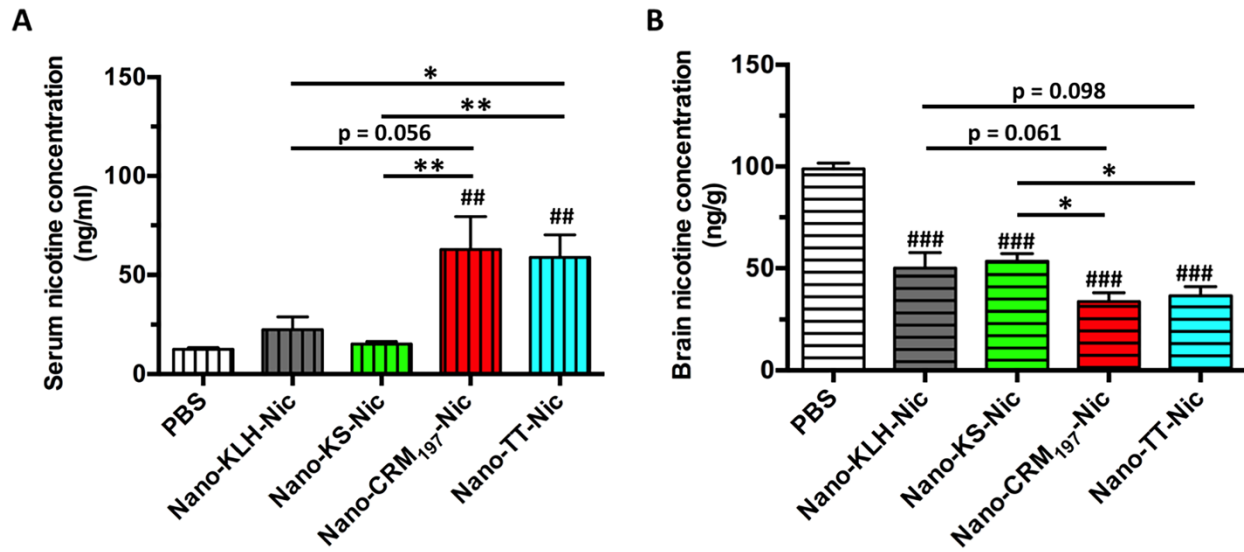 A
Serum nicotine concentration
(ng/ml)
150
100
50
0
*
**
p = 0.056
**
##
##
PBS
Nano-KLH-Nic
Nano-KS-Nic
Nano-CRM₁₉₇-Nic
Nano-TT-Nic
B
Brain nicotine concentration
(ng/g)
150
100
50
0
p = 0.098
p = 0.061
*
*
###
###
###
###
PBS
Nano-KLH-Nic
Nano-KS-Nic
Nano-CRM₁₉₇-Nic
Nano-TT-Nic